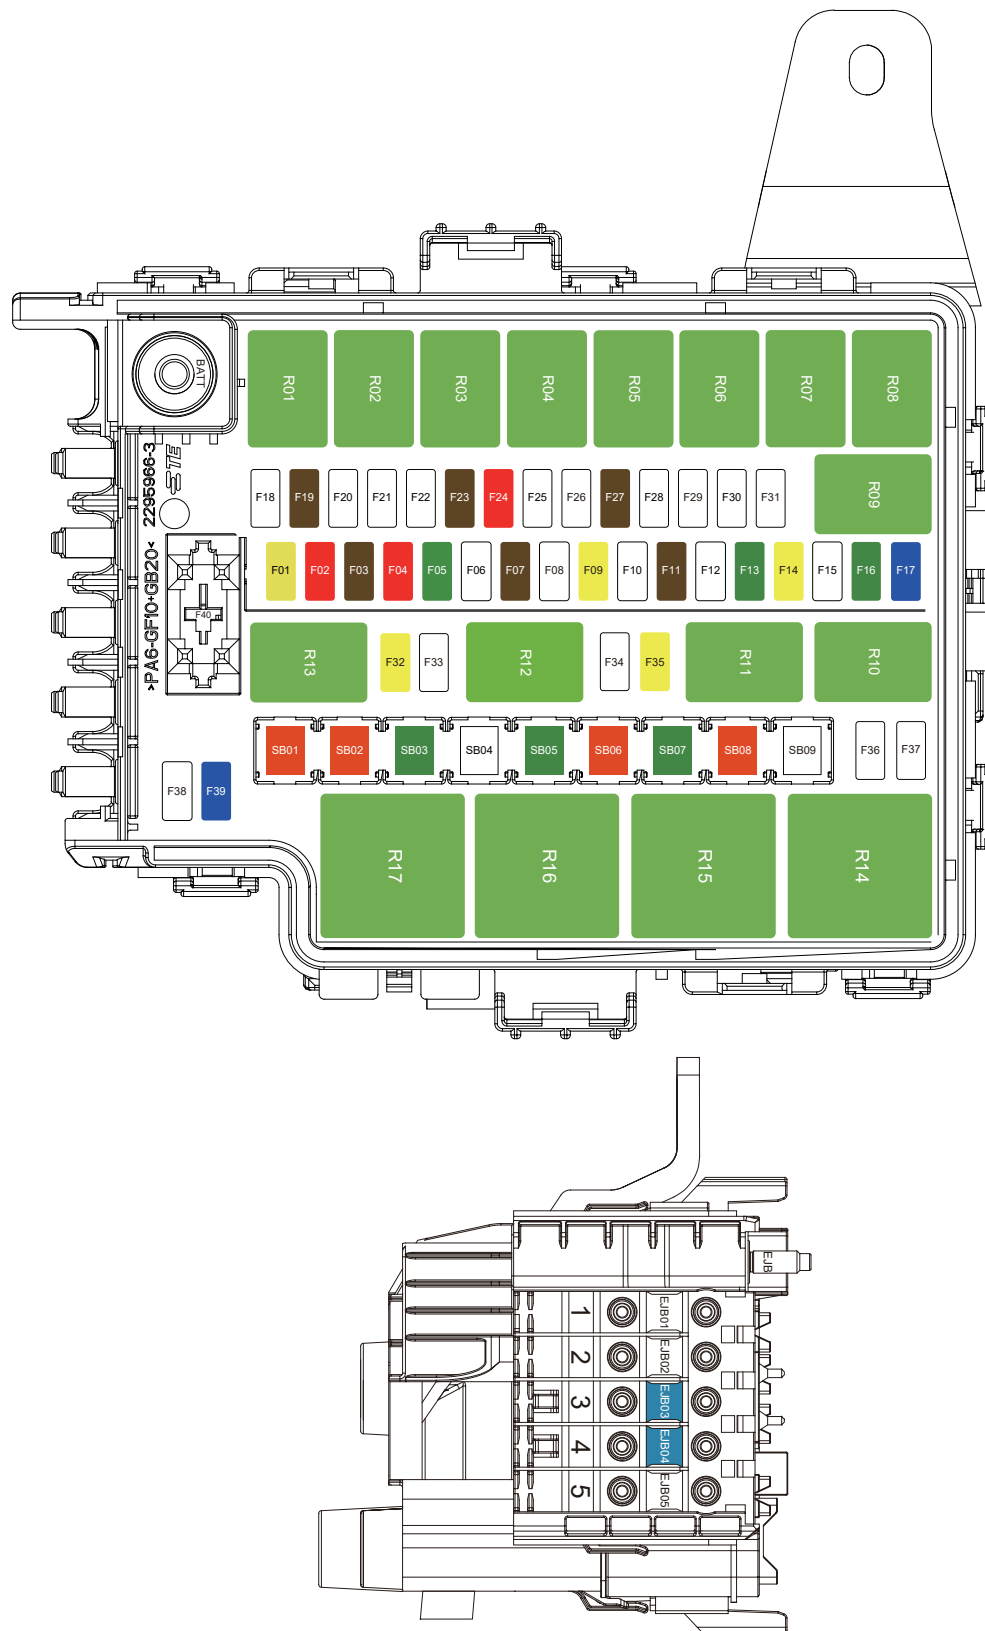 BATT
R01 R02 R03 R04 R05 R06 R07 R08
2295966-3
TE
>PA6-GF10+GB20<
F18 F19 F20 F21 F22 F23 F24 F25 F26 F27 F28 F29 F30 F31
R09
F01 F02 F03 F04 F05 F06 F07 F08 F09 F10 F11 F12 F13 F14 F15 F16 F17
F40
R13 F32 F33 R12 F34 F35 R11 R10
SB01 SB02 SB03 SB04 SB05 SB06 SB07 SB08 SB09 F36 F37
F38 F39
R17 R16 R15 R14
EJB
1 EJB01
2 EJB02
3 EJB03
4 EJB04
5 EJB05